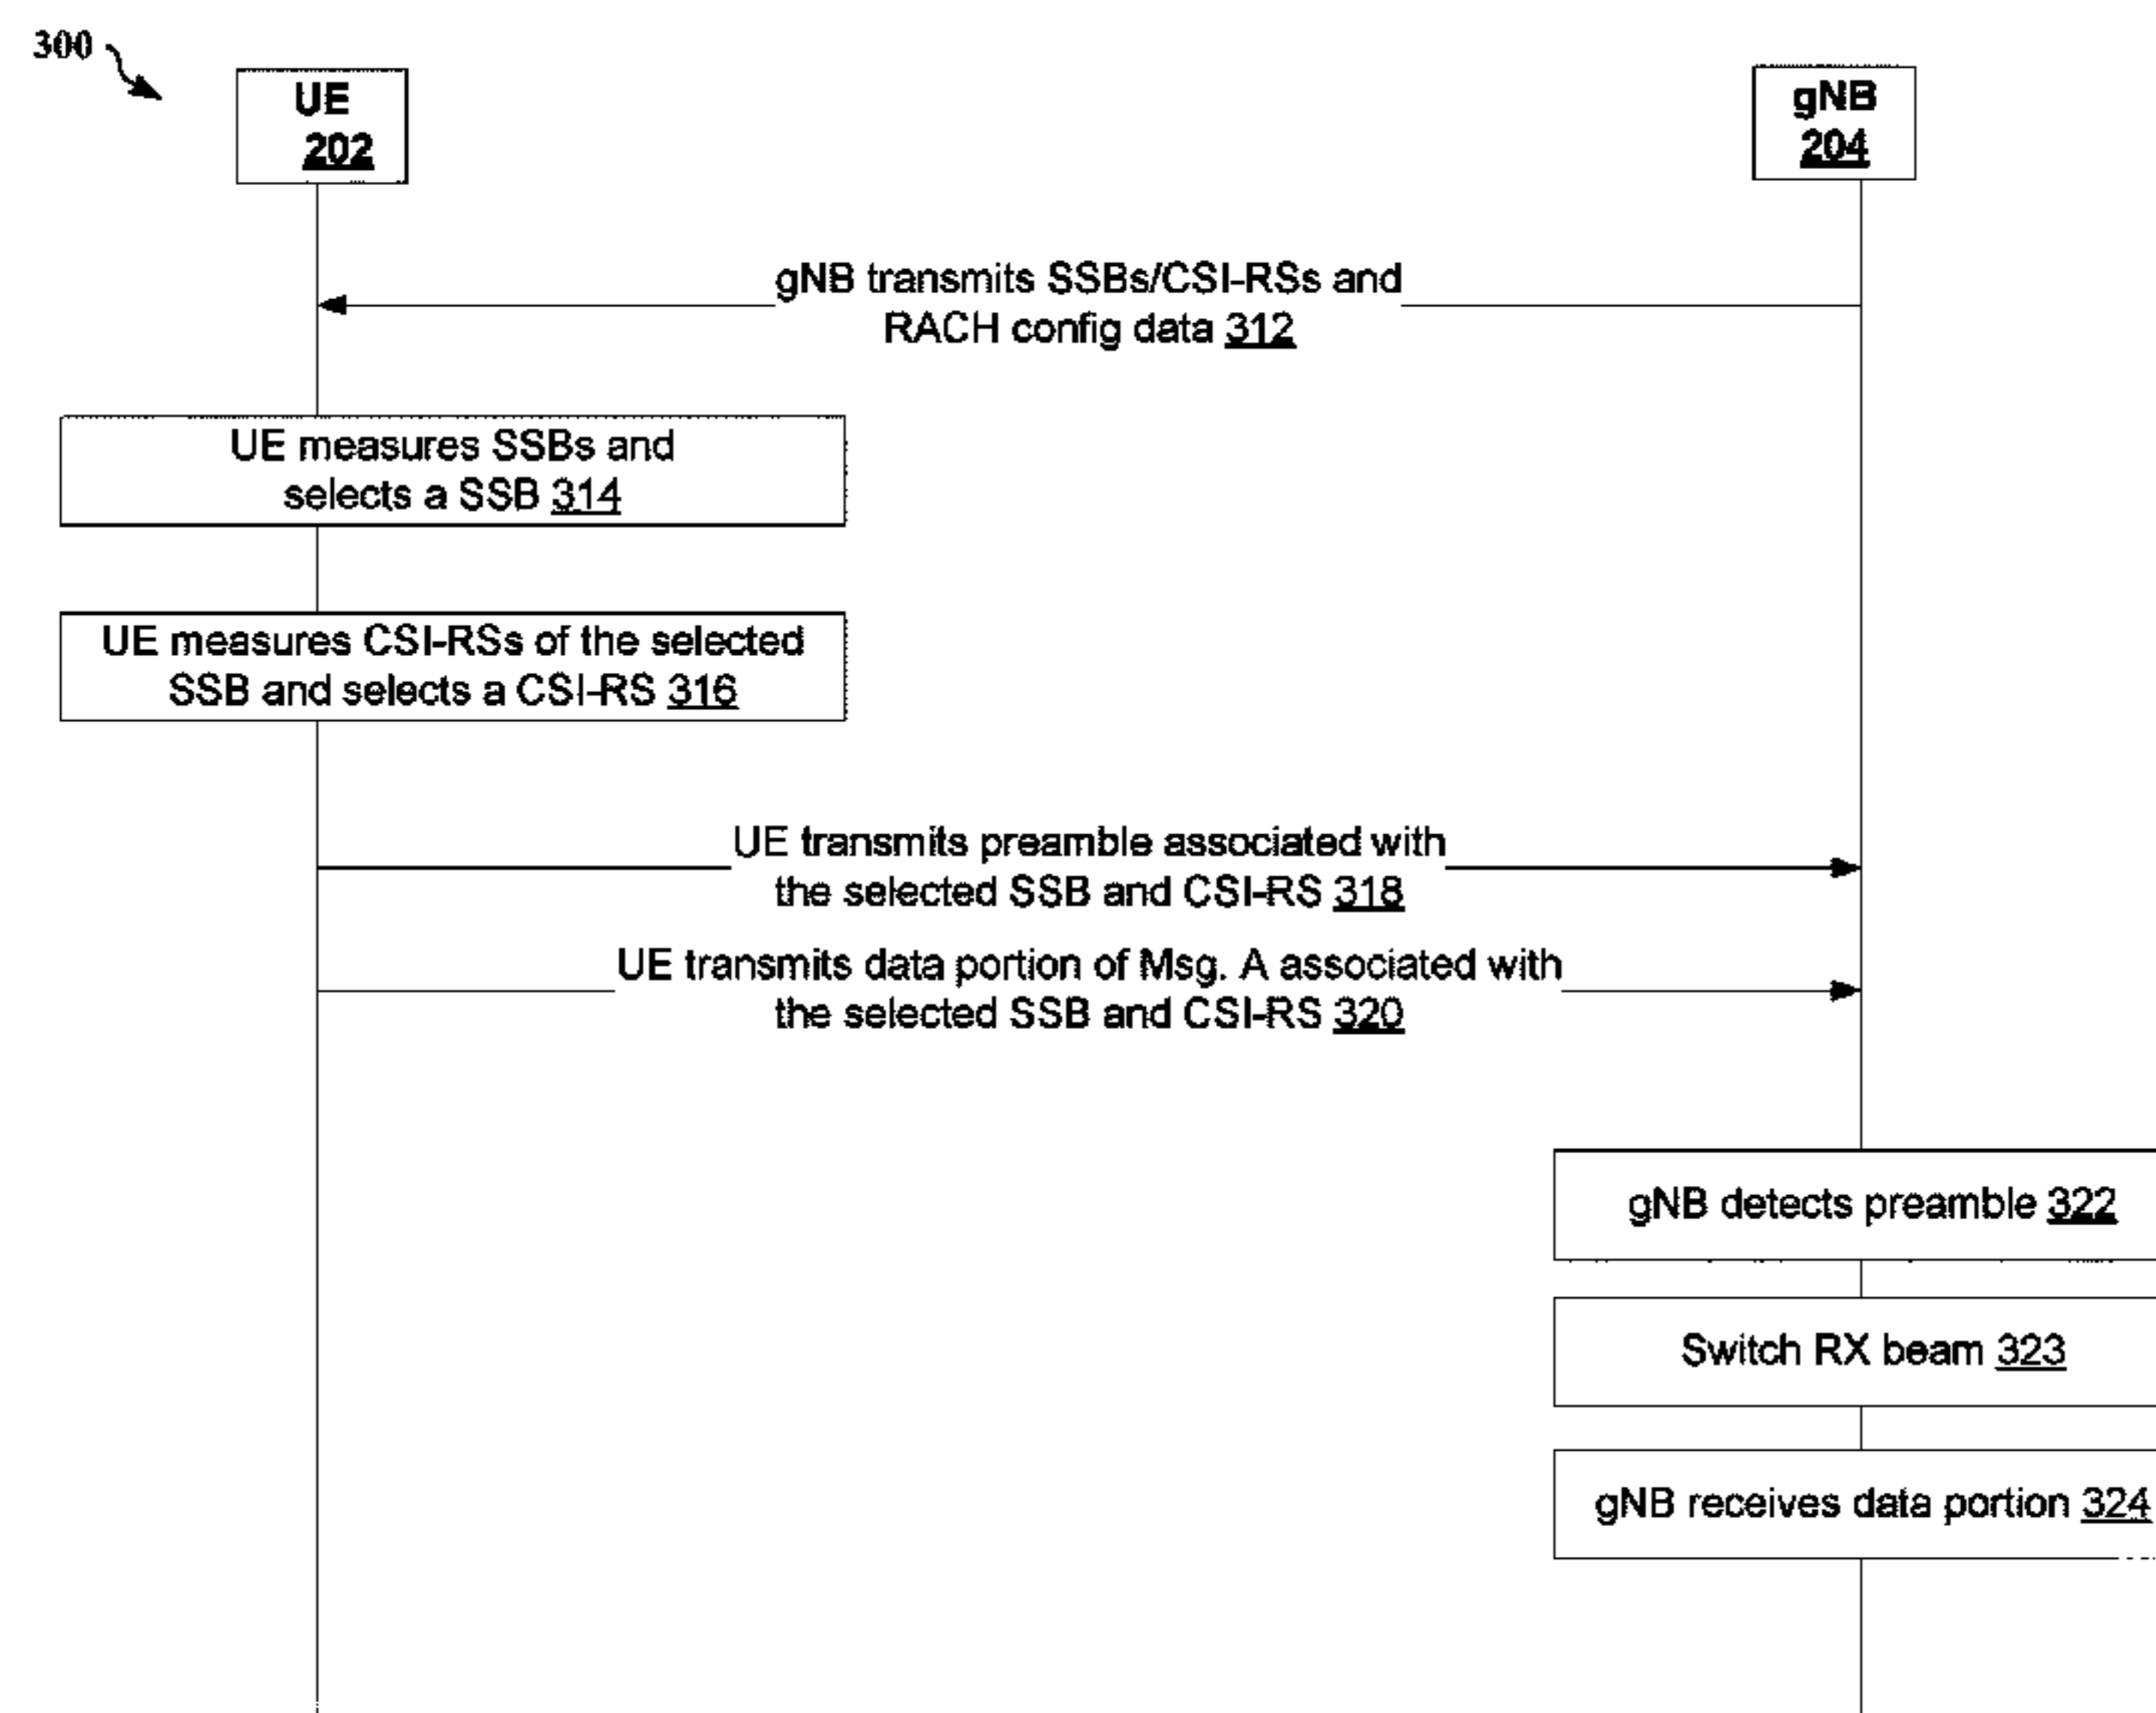 300
UE
202
gNB
204
gNB transmits SSBs/CSI-RSs and
RACH config data 312
UE measures SSBs and
selects a SSB 314
UE measures CSI-RSs of the selected
SSB and selects a CSI-RS 316
UE transmits preamble associated with
the selected SSB and CSI-RS 318
UE transmits data portion of Msg. A associated with
the selected SSB and CSI-RS 320
gNB detects preamble 322
Switch RX beam 323
gNB receives data portion 324